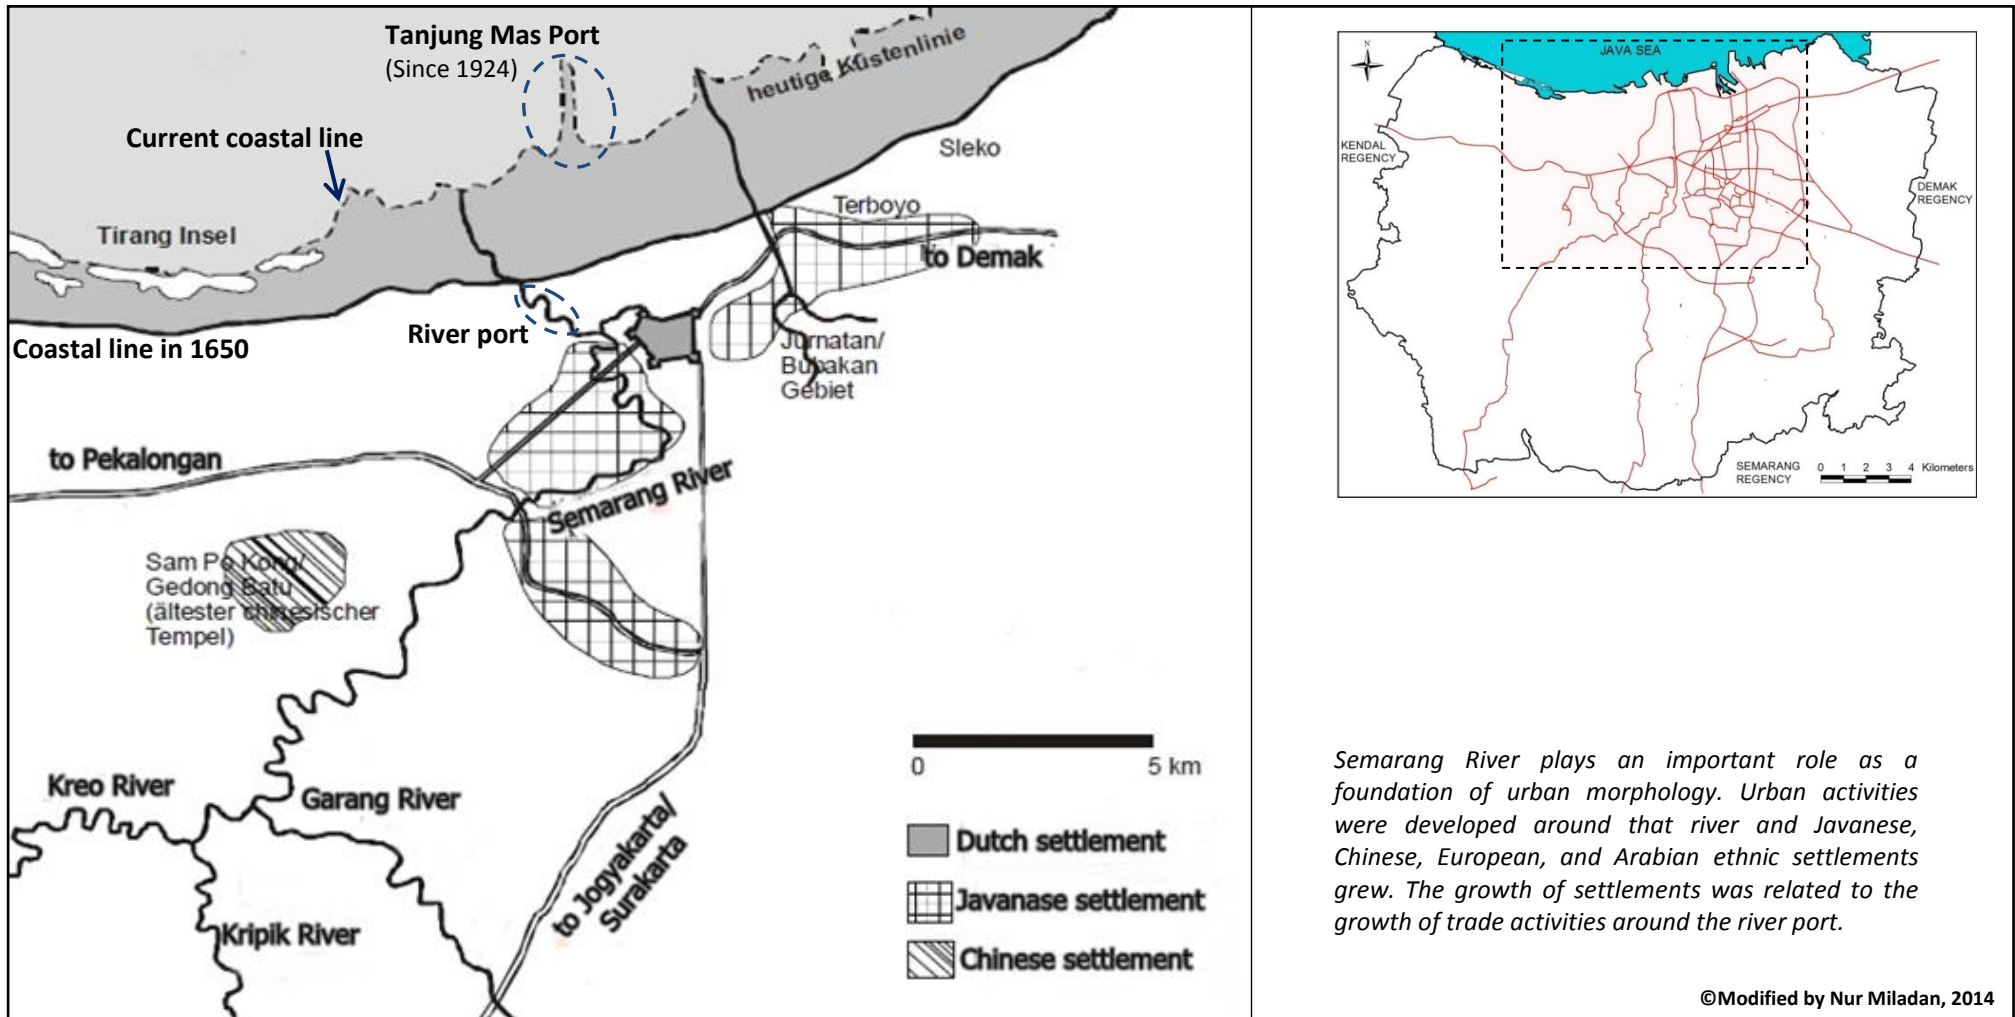 Tanjung Mas Port
(Since 1924)
heutige Küstenlinie
Current coastal line
Sleko
Tirang Insel
Terboyo
to Demak
River port
Coastal line in 1650
Jurnatan/
Bubakan
Gebiet
to Pekalongan
Semarang River
Sam Po Kong/
Gedong Batu
(ältester chinesischer
Tempel)
Kreo River
Garang River
Kripik River
to Jogyakarta/
Surakarta
0 5 km
Dutch settlement
Javanase settlement
Chinese settlement
N
JAVA SEA
KENDAL
REGENCY
DEMAK
REGENCY
SEMARANG
REGENCY
0 1 2 3 4 Kilometers
Semarang River plays an important role as a
foundation of urban morphology. Urban activities
were developed around that river and Javanese,
Chinese, European, and Arabian ethnic settlements
grew. The growth of settlements was related to the
growth of trade activities around the river port.
©Modified by Nur Miladan, 2014